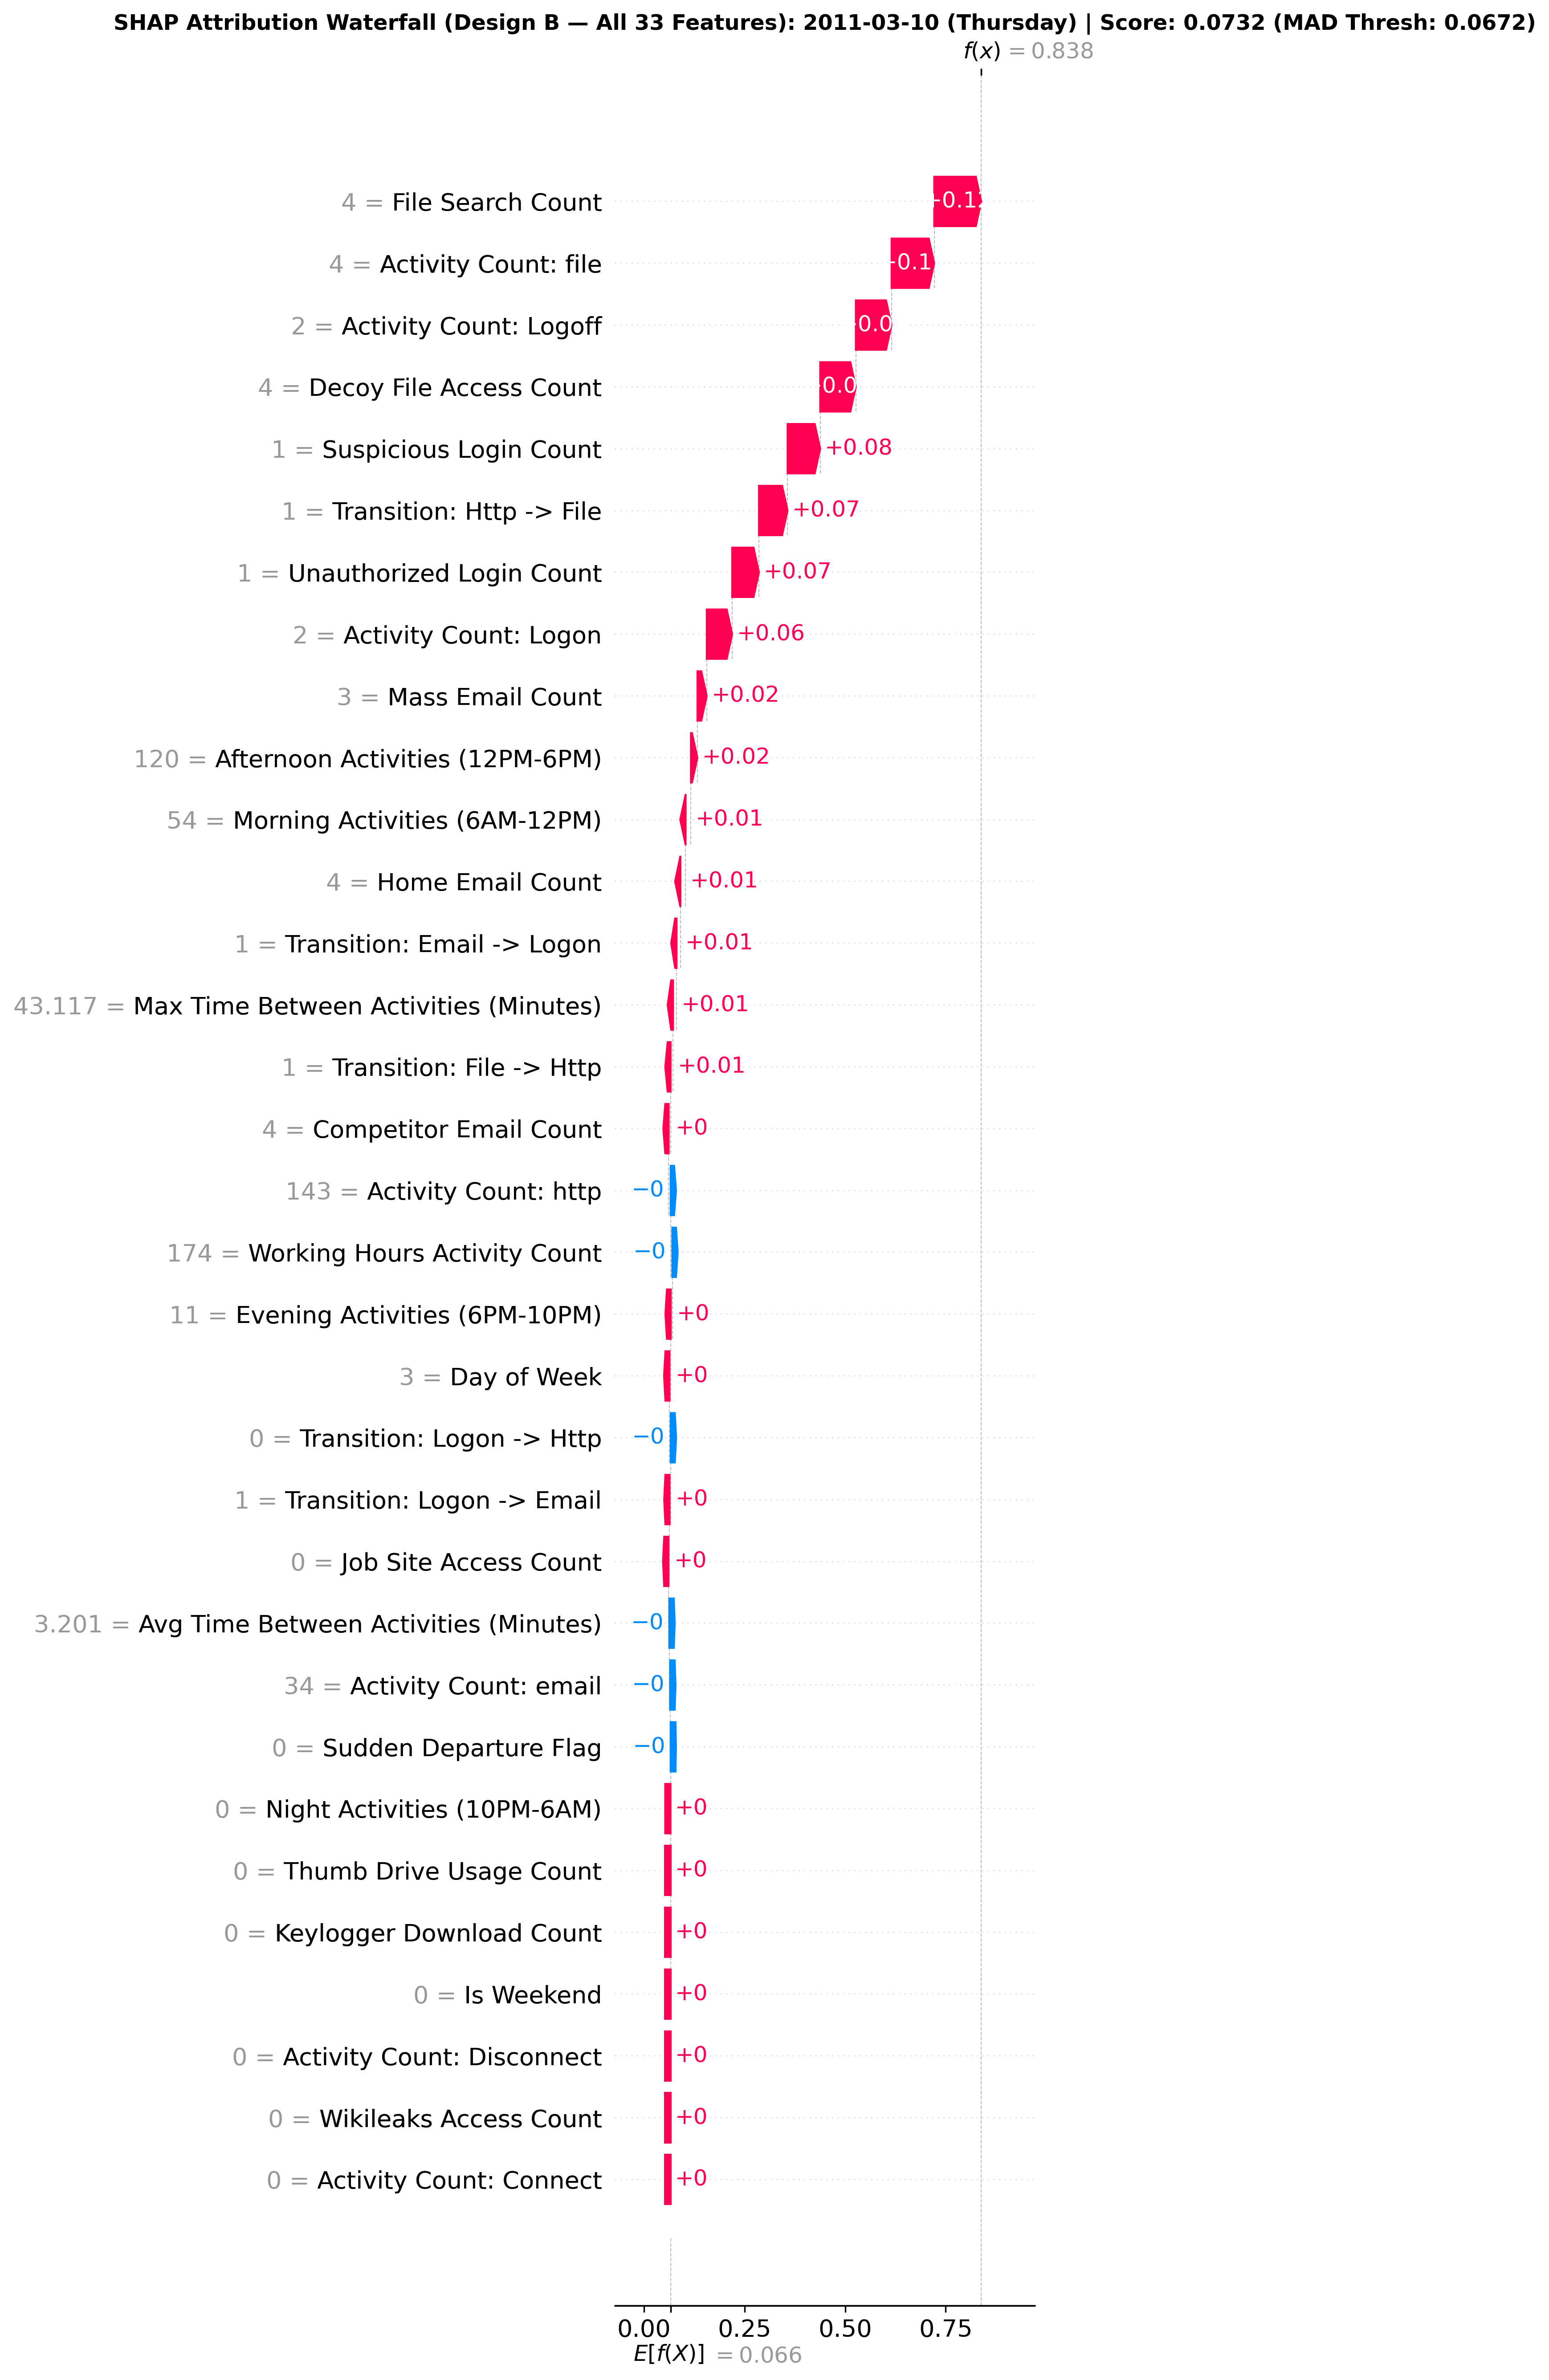 SHAP Attribution Waterfall (Design B — All 33 Features): 2011-03-10 (Thursday) | Score: 0.0732 (MAD Thresh: 0.0672)
f(x) = 0.838
4 = File Search Count
4 = Activity Count: file
2 = Activity Count: Logoff
4 = Decoy File Access Count
1 = Suspicious Login Count +0.08
1 = Transition: Http -> File +0.07
1 = Unauthorized Login Count +0.07
2 = Activity Count: Logon +0.06
3 = Mass Email Count +0.02
120 = Afternoon Activities (12PM-6PM) +0.02
54 = Morning Activities (6AM-12PM) +0.01
4 = Home Email Count +0.01
1 = Transition: Email -> Logon +0.01
43.117 = Max Time Between Activities (Minutes) +0.01
1 = Transition: File -> Http +0.01
4 = Competitor Email Count +0
143 = Activity Count: http −0
174 = Working Hours Activity Count −0
11 = Evening Activities (6PM-10PM) +0
3 = Day of Week +0
0 = Transition: Logon -> Http −0
1 = Transition: Logon -> Email +0
0 = Job Site Access Count +0
3.201 = Avg Time Between Activities (Minutes) −0
34 = Activity Count: email −0
0 = Sudden Departure Flag −0
0 = Night Activities (10PM-6AM) +0
0 = Thumb Drive Usage Count +0
0 = Keylogger Download Count +0
0 = Is Weekend +0
0 = Activity Count: Disconnect +0
0 = Wikileaks Access Count +0
0 = Activity Count: Connect +0
0.00 0.25 0.50 0.75
E[f(X)] = 0.066